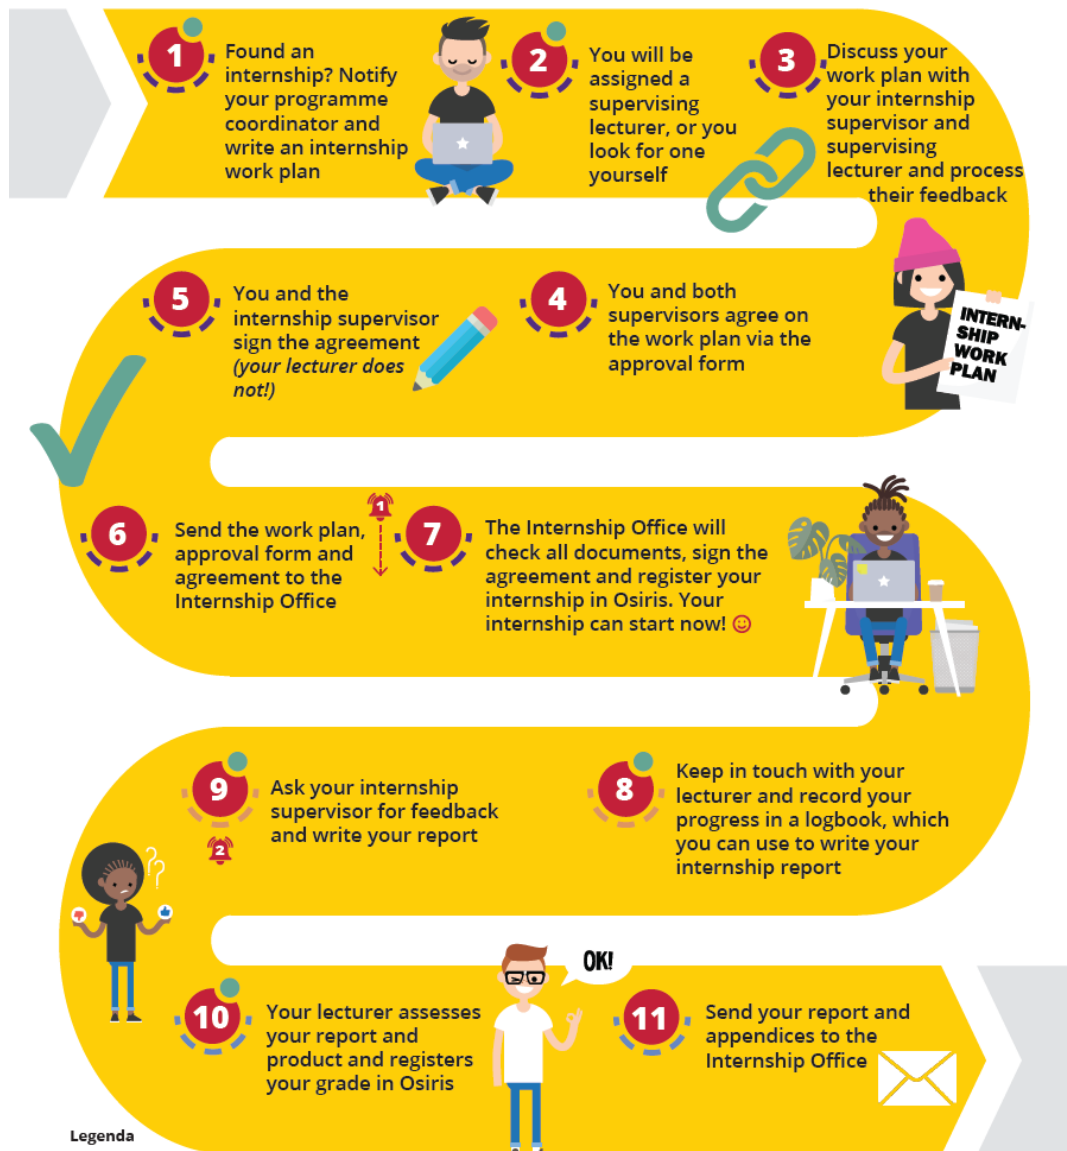 1
Found an
internship? Notify
your programme
coordinator and
write an internship
work plan
2
You will be
assigned a
supervising
lecturer, or you
look for one
yourself
3
Discuss your
work plan with
your internship
supervisor and
supervising
lecturer and process
their feedback
INTERN-
SHIP
WORK
PLAN
4
You and both
supervisors agree on
the work plan via the
approval form
5
You and the
internship supervisor
sign the agreement
(your lecturer does
not!)
6
Send the work plan,
approval form and
agreement to the
Internship Office
1
7
The Internship Office will
check all documents, sign the
agreement and register your
internship in Osiris. Your
internship can start now! ☺
8
Keep in touch with your
lecturer and record your
progress in a logbook, which
you can use to write your
internship report
9
Ask your internship
supervisor for feedback
and write your report
2
??
10
Your lecturer assesses
your report and
product and registers
your grade in Osiris
OK!
11
Send your report and
appendices to the
Internship Office
Legenda